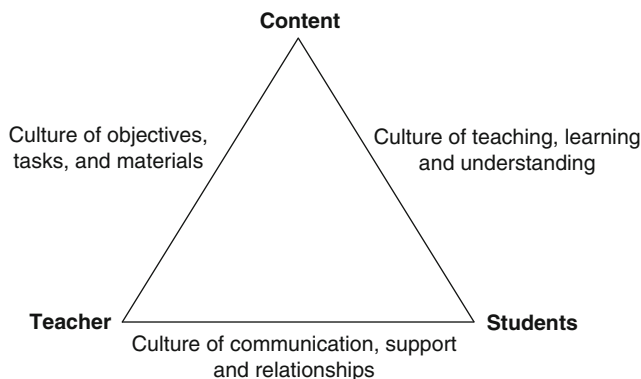 Content
Culture of objectives,
tasks, and materials
Culture of teaching, learning
and understanding
Teacher
Students
Culture of communication, support
and relationships